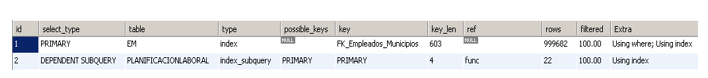 id select_type table type possible_keys key key_len ref rows filtered Extra
1 PRIMARY EM index NULL FK_Empleados_Municipios 603 NULL 999682 100.00 Using where; Using index
2 DEPENDENT SUBQUERY PLANIFICACIONLABORAL index_subquery PRIMARY PRIMARY 4 func 22 100.00 Using index